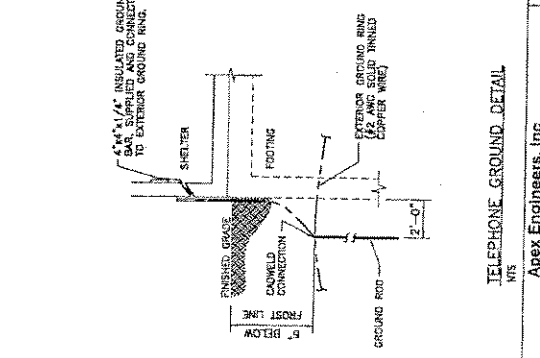 4"x4"x1/4" INSULATED GROUN
BAR, SUPPLIED AND CONNECT
TO EXTERIOR GROUND RING.
SHELTER
FINISHED GRADE
FOOTING
CADWELD
CONNECTION
EXTERIOR GROUND RING
(#2 AWG SOLID TINNED
COPPER WIRE)
6" BELOW
FROST LINE
2'-0"
GROUND ROD
TELEPHONE GROUND DETAIL
NTS
Apex Engineers, Inc